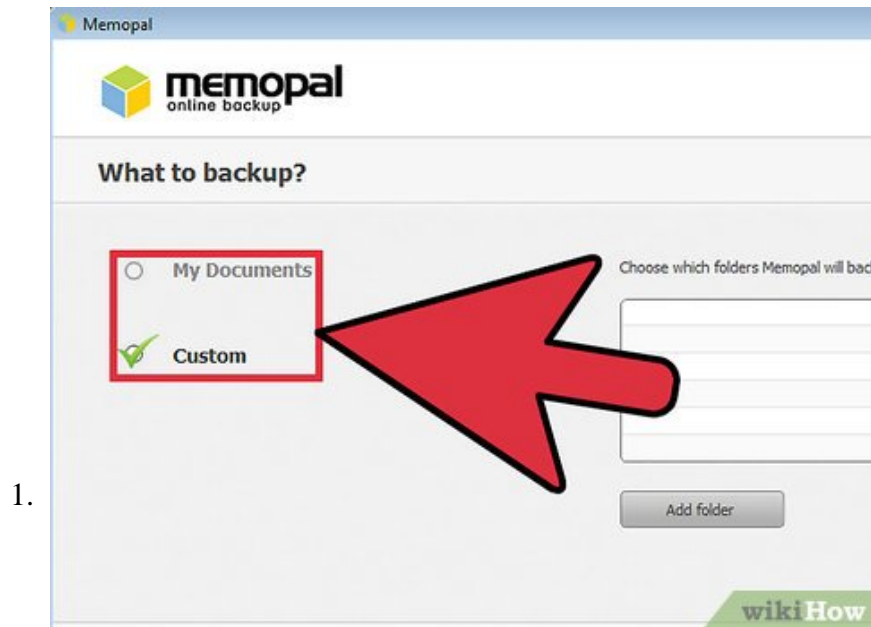 Memopal
memopal
online backup
What to backup?
My Documents
Choose which folders Memopal will bac
Custom
1.
Add folder
wikiHow